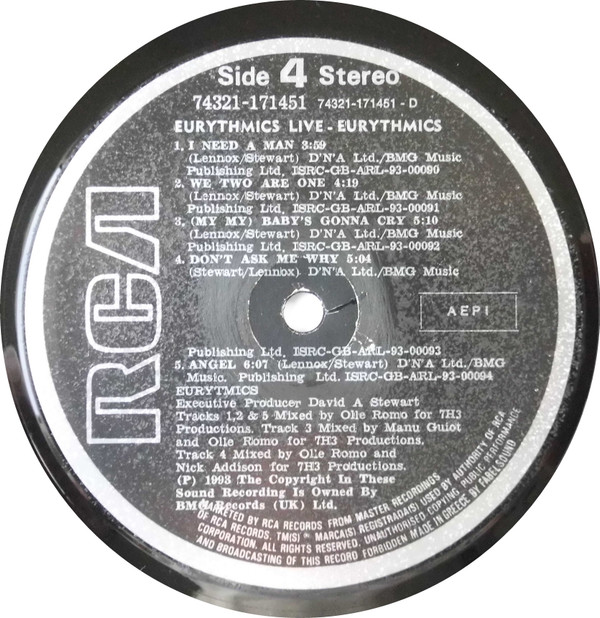 Side 4 Stereo
74321-171451 74321-171451 - D
EURYTHMICS LIVE - EURYTHMICS
1. I NEED A MAN 3:59
(Lennox/Stewart) D'N'A Ltd./BMG Music
Publishing Ltd, ISRC-GB-ARL-93-00090
2. WE TWO ARE ONE 4:19
(Lennox/Stewart) D'N'A Ltd./BMG Music
Publishing Ltd, ISRC-GB-ARL-93-00091
3. (MY MY) BABY'S GONNA CRY 5:10
(Lennox/Stewart) D'N'A Ltd./BMG Music
Publishing Ltd, ISRC-GB-ARL-93-00092
4. DON'T ASK ME WHY 5:04
(Stewart/Lennox) D'N'A Ltd./BMG Music
RCA
AEPI
Publishing Ltd, ISRC-GB-ARL-93-00093
5. ANGEL 6:07 (Lennox/Stewart) D'N'A Ltd./BMG
Music. Publishing Ltd. ISRC-GB-ARL-93-00094
EURYTMICS
Executive Producer David A Stewart
Tracks 1,2 & 5 Mixed by Olle Romo for 7H3
Productions. Track 3 Mixed by Manu Guiot
and Olle Romo for 7H3 Productions.
Track 4 Mixed by Olle Romo and
Nick Addison for 7H3 Productions.
(P) 1993 The Copyright In These
Sound Recording Is Owned By
BMG Records (UK) Ltd.
MARKETED BY RCA RECORDS FROM MASTER RECORDINGS
OF RCA RECORDS. TM(S) ® MARCA(S) REGISTRADA(S) USED BY AUTHORITY OF RCA
CORPORATION. ALL RIGHTS RESERVED. UNAUTHORISED COPYING PUBLIC PERFORMANCE
AND BROADCASTING OF THIS RECORD FORBIDDEN MADE IN GREECE BY FABELSOUND